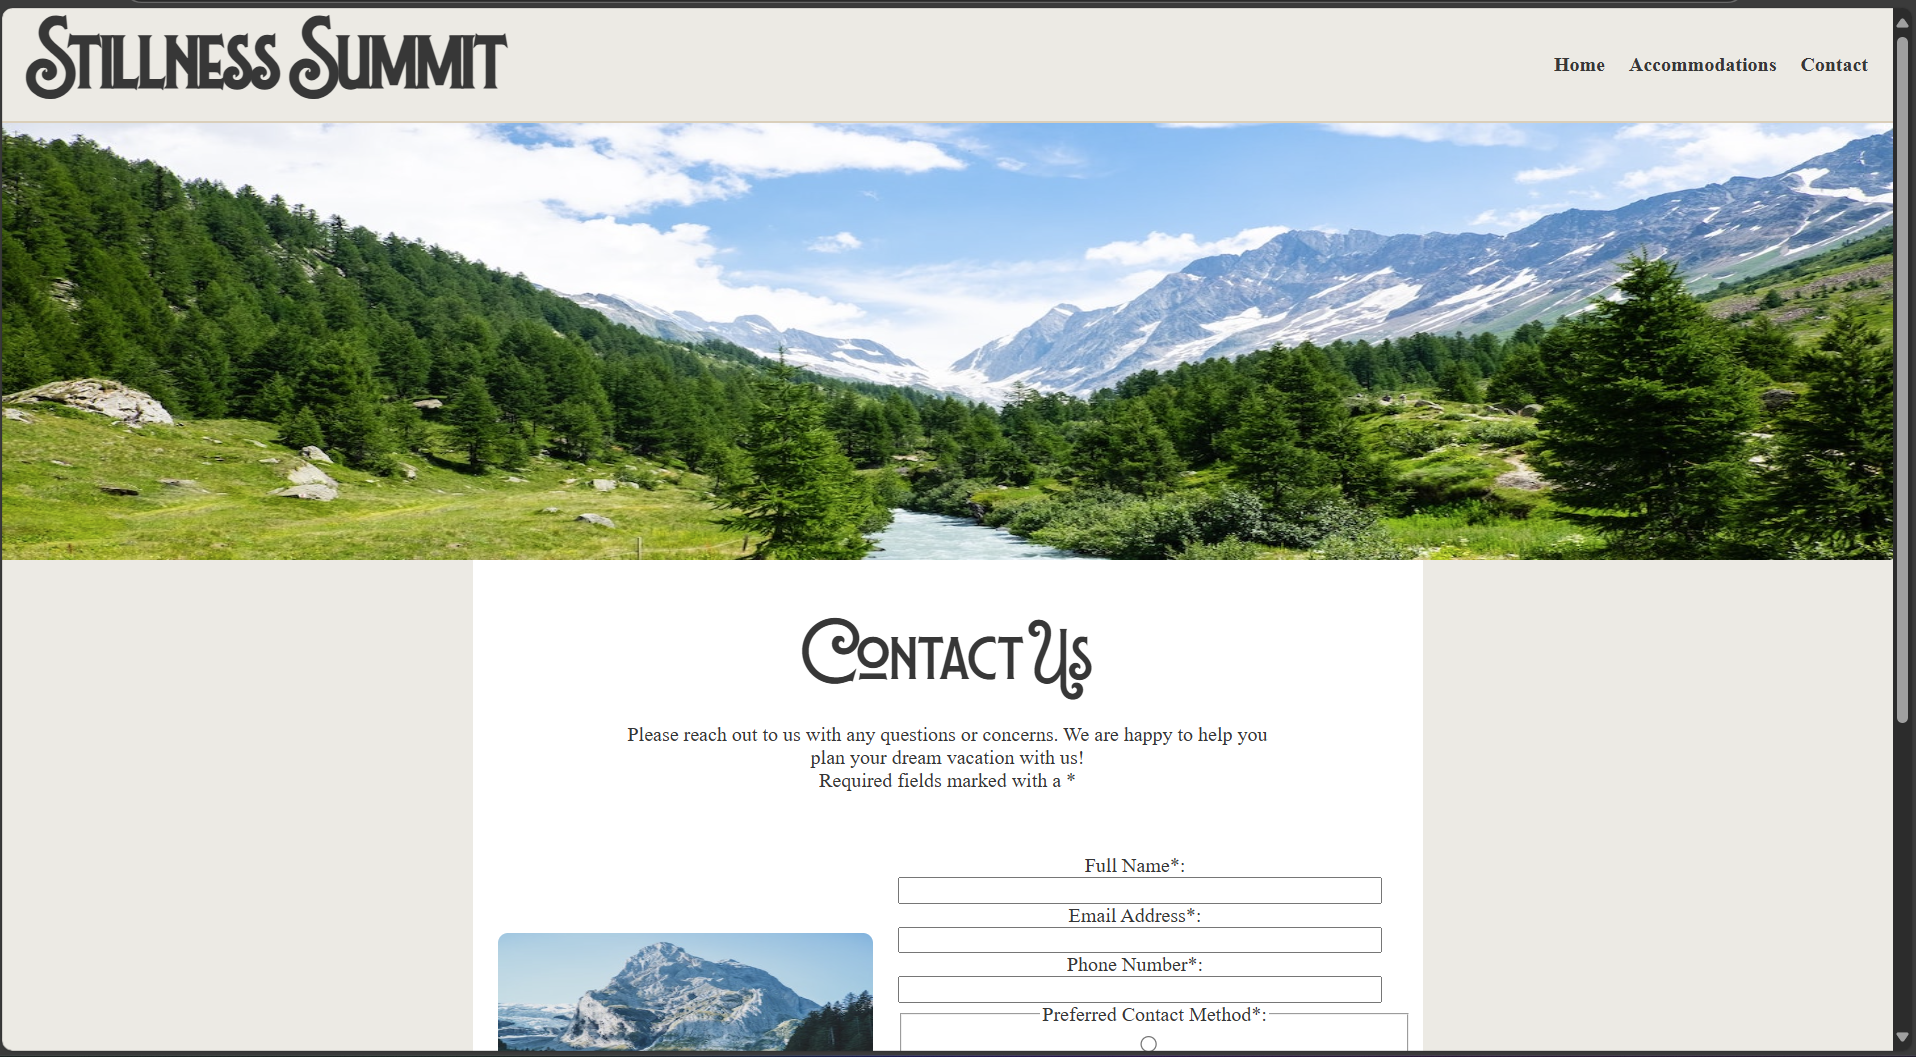 Stillness Summit
Home Accommodations Contact
Contact Us
Please reach out to us with any questions or concerns. We are happy to help you
plan your dream vacation with us!
Required fields marked with a *
Full Name*:
Email Address*:
Phone Number*:
Preferred Contact Method*: